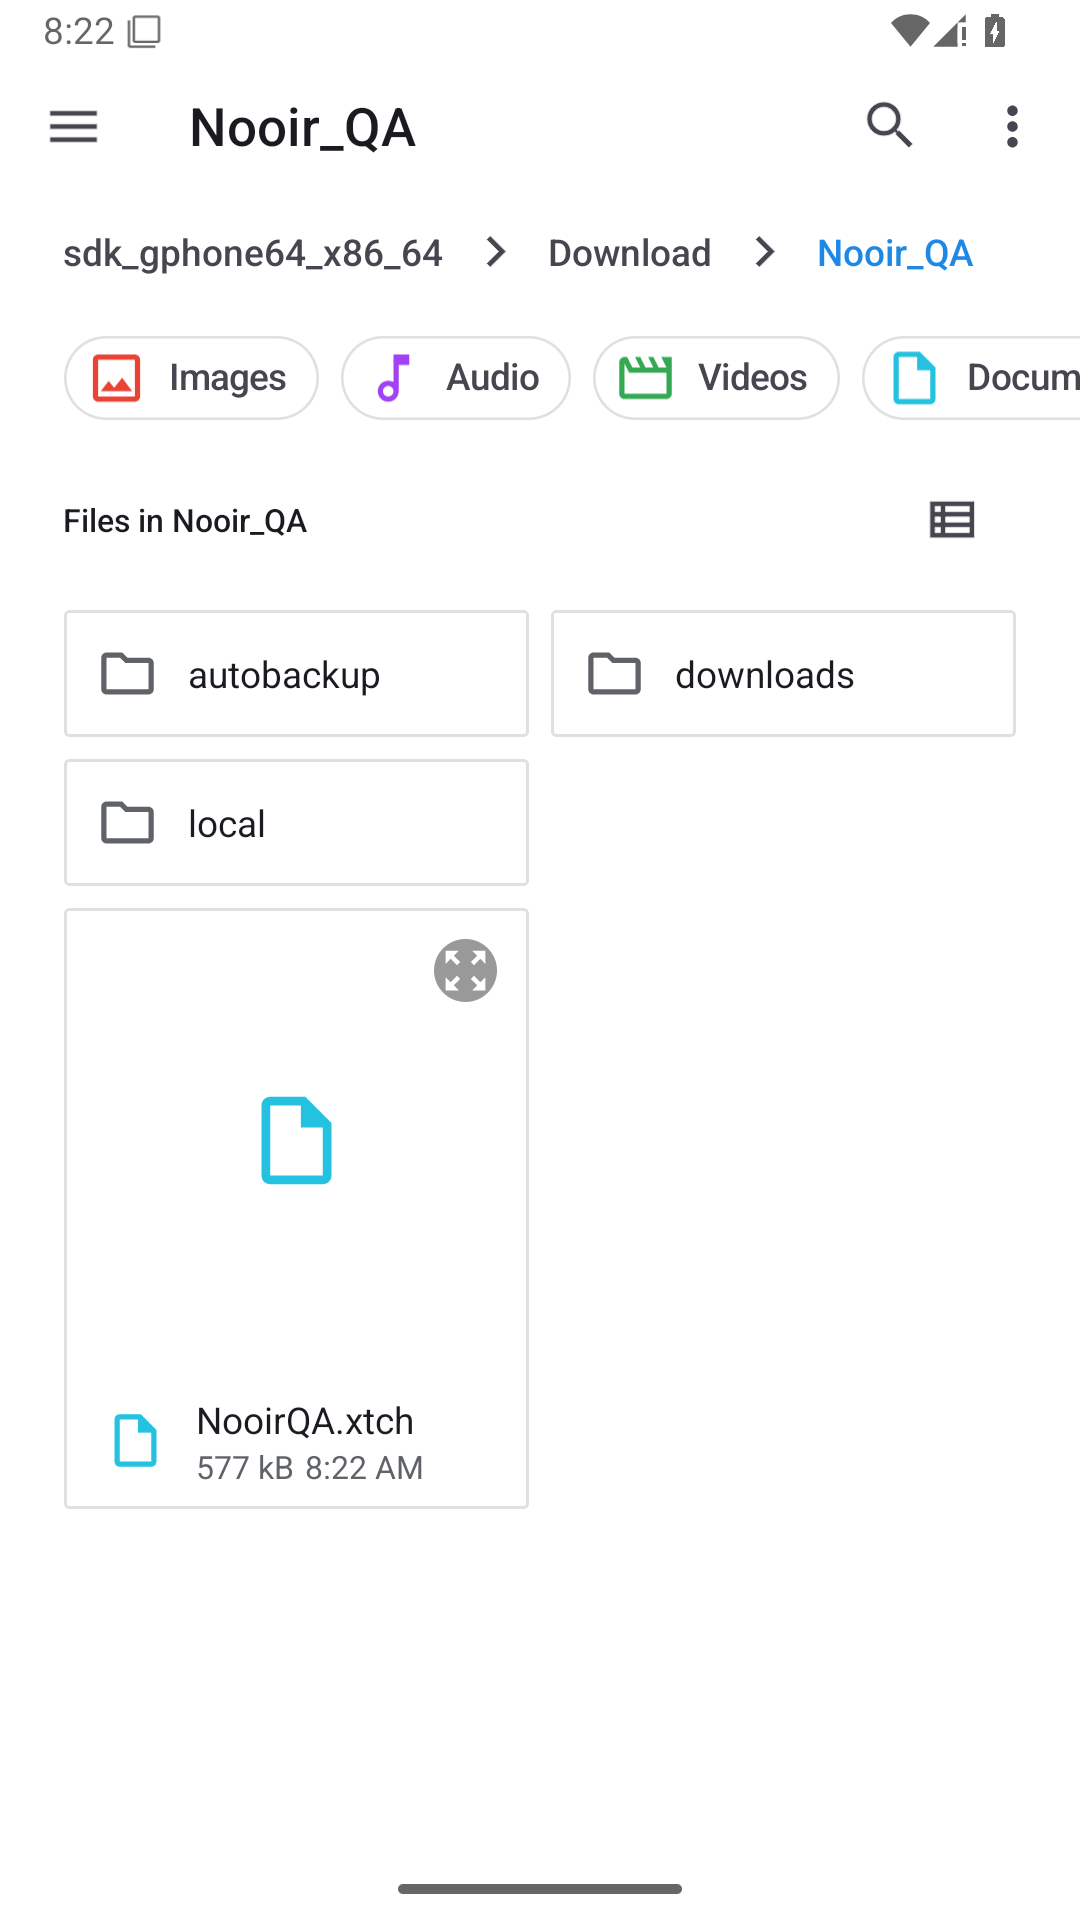 8:22
Nooir_QA
sdk_gphone64_x86_64 Download Nooir_QA
Images Audio Videos Docum
Files in Nooir_QA
autobackup downloads
local
NooirQA.xtch
577 kB 8:22 AM